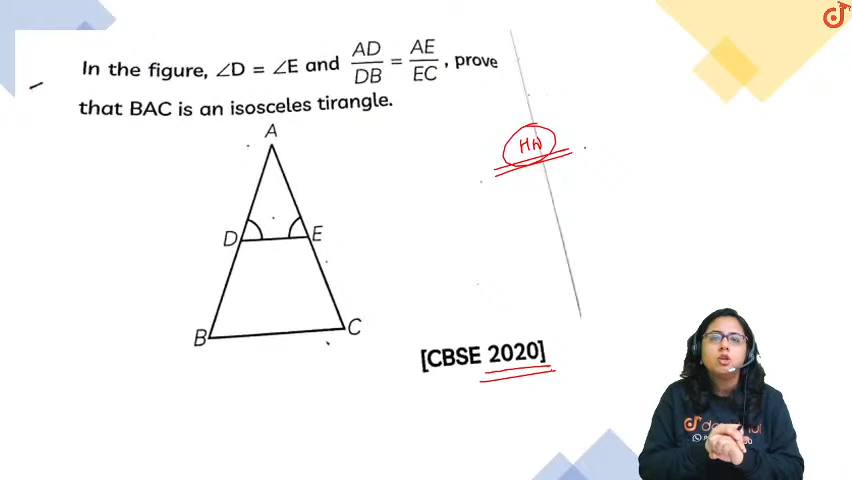 In the figure, ∠D = ∠E and AD/DB = AE/EC, prove
that BAC is an isosceles tirangle.
HW
A
D E
B C
[CBSE 2020]